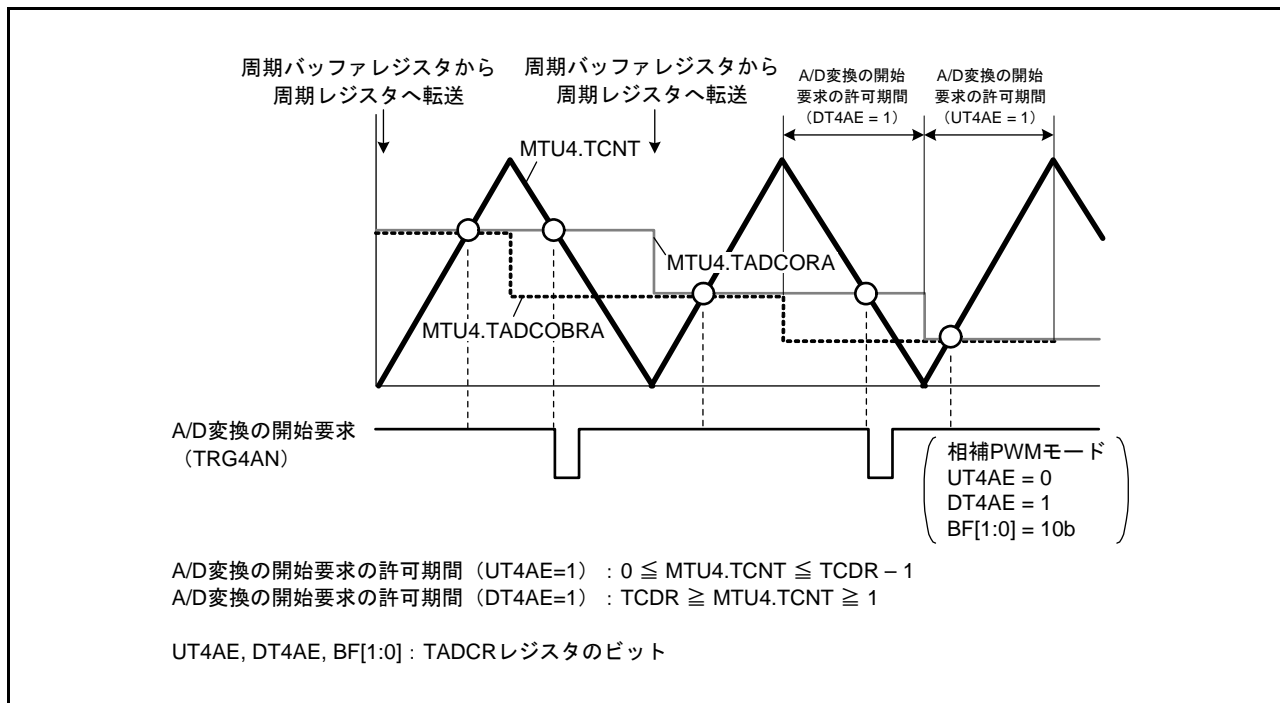 周期バッファレジスタから
周期レジスタへ転送
周期バッファレジスタから
周期レジスタへ転送
A/D変換の開始
要求の許可期間
（DT4AE = 1）
A/D変換の開始
要求の許可期間
（UT4AE = 1）
MTU4.TCNT
MTU4.TADCORA
MTU4.TADCOBRA
A/D変換の開始要求
（TRG4AN）
相補PWMモード
UT4AE = 0
DT4AE = 1
BF[1:0] = 10b
A/D変換の開始要求の許可期間（UT4AE=1）：0 ≦ MTU4.TCNT ≦ TCDR – 1
A/D変換の開始要求の許可期間（DT4AE=1）：TCDR ≧ MTU4.TCNT ≧ 1
UT4AE, DT4AE, BF[1:0]：TADCRレジスタのビット